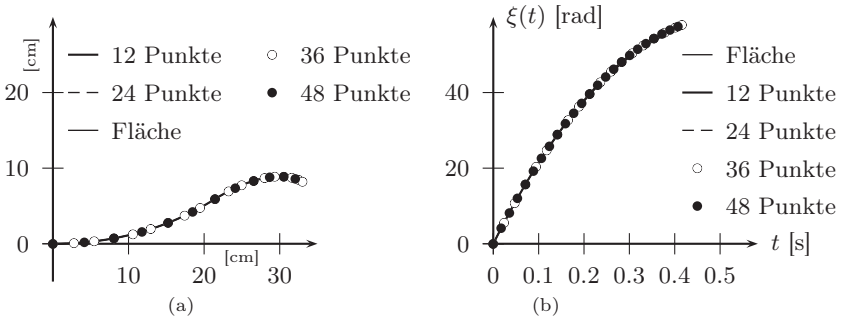 [cm]
12 Punkte
36 Punkte
24 Punkte
48 Punkte
Fläche
20
10
0
10
20
30
[cm]
(a)
ξ(t) [rad]
Fläche
12 Punkte
24 Punkte
36 Punkte
48 Punkte
40
20
0
t [s]
0
0.1
0.2
0.3
0.4
0.5
(b)